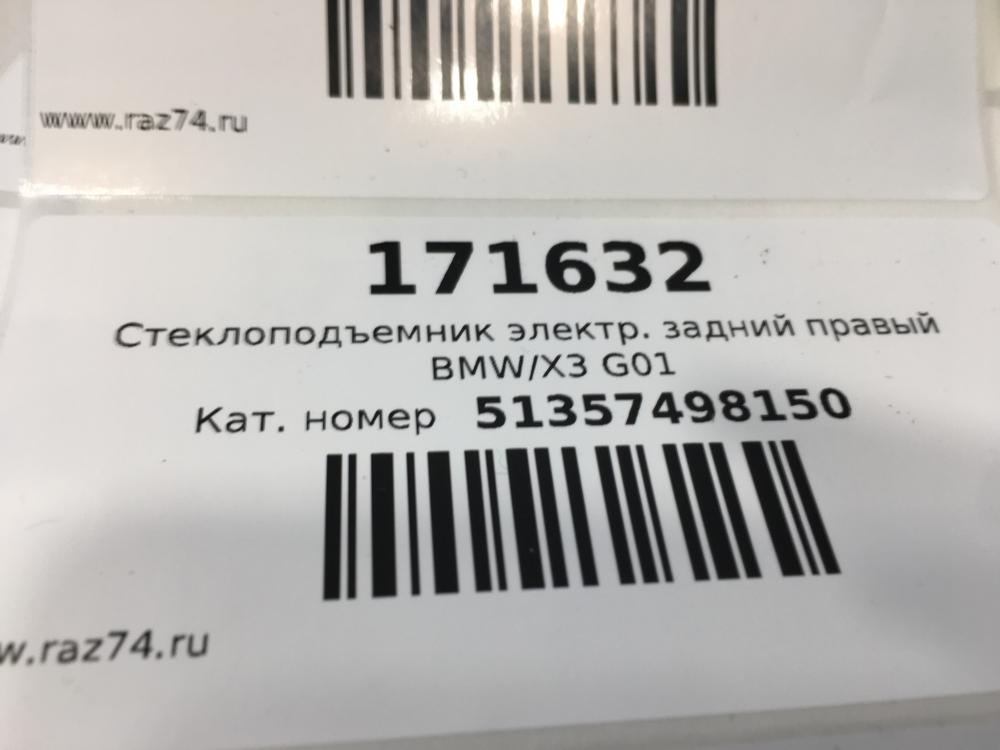 www.raz74.ru
171632
Стеклоподъемник электр. задний правый
BMW/X3 G01
Кат. номер 51357498150
w.raz74.ru